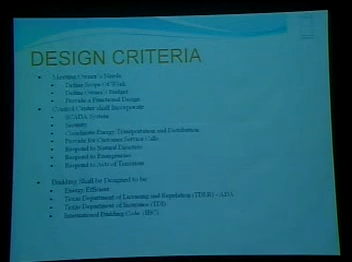 DESIGN CRITERIA
Meeting Owner's Needs
Define Scope Of Work
Define Owner's Budget
Provide a Functional Design
Control Center shall Incorporate
SCADA System
Security
Coordinate Energy Transportation and Distribution
Provide for Customer Service Calls
Respond to Natural Disasters
Respond to Emergencies
Respond to Acts of Terrorism
Building Shall be Designed to be:
Energy Efficient
Texas Department of Licensing and Regulation (TDLR) - ADA
Texas Department of Insurance (TDI)
International Building Code (IBC)